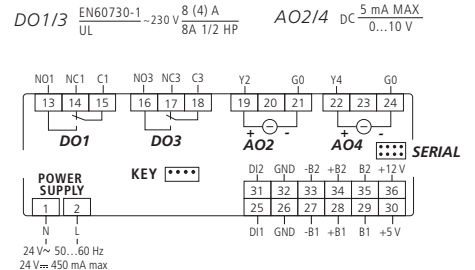 DO1/3 EN60730-1 ~230 V 8 (4) A AO2/4 DC 5 mA MAX
UL 8A 1/2 HP 0...10 V
NO1 NC1 C1 NO3 NC3 C3 Y2 G0 Y4 G0
13 14 15 16 17 18 19 20 21 22 23 24
DO1 DO3 + - AO2 + - AO4 SERIAL
KEY
DI2 GND -B2 +B2 B2 +12 V
POWER SUPPLY
31 32 33 34 35 36
1 2 25 26 27 28 29 30
N L DI1 GND -B1 +B1 B1 +5 V
24 V~ 50...60 Hz
24 V⎓ 450 mA max